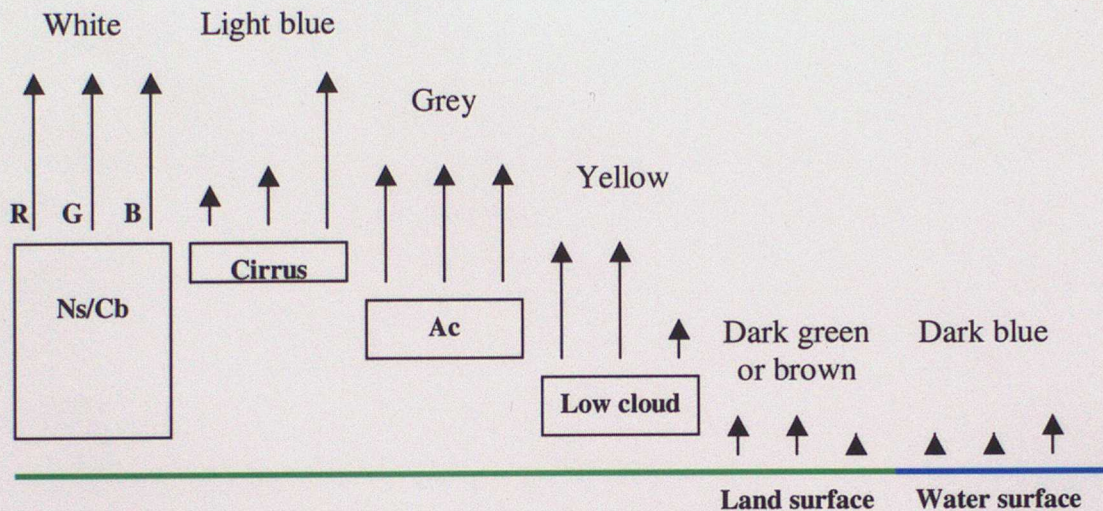 White
Light blue
Grey
Yellow
R G B
Cirrus
Ns/Cb
Ac
Dark green
or brown
Dark blue
Low cloud
Land surface
Water surface